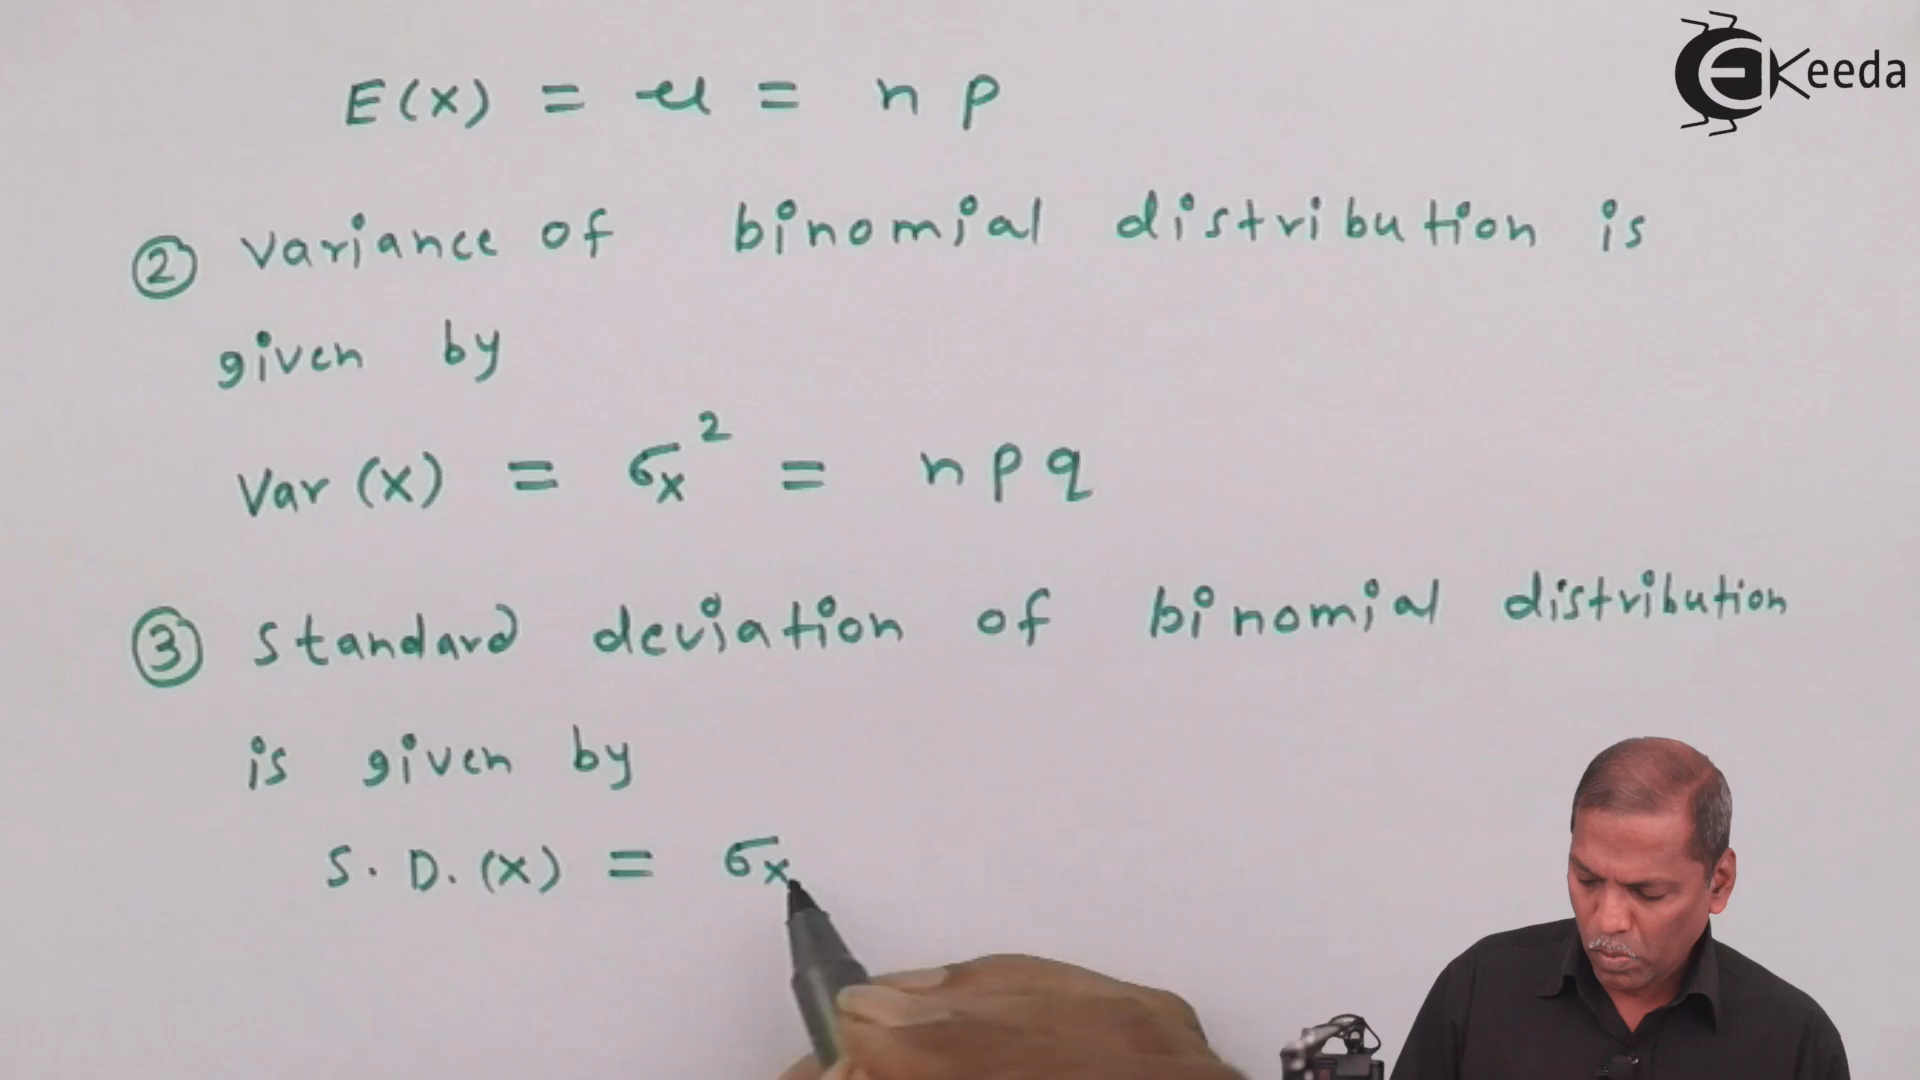 EKeeda
E(X) = μ = n p
② Variance of binomial distribution is
given by
Var (X) = σx² = n p q
③ Standard deviation of binomial distribution
is given by
S. D. (X) = σx